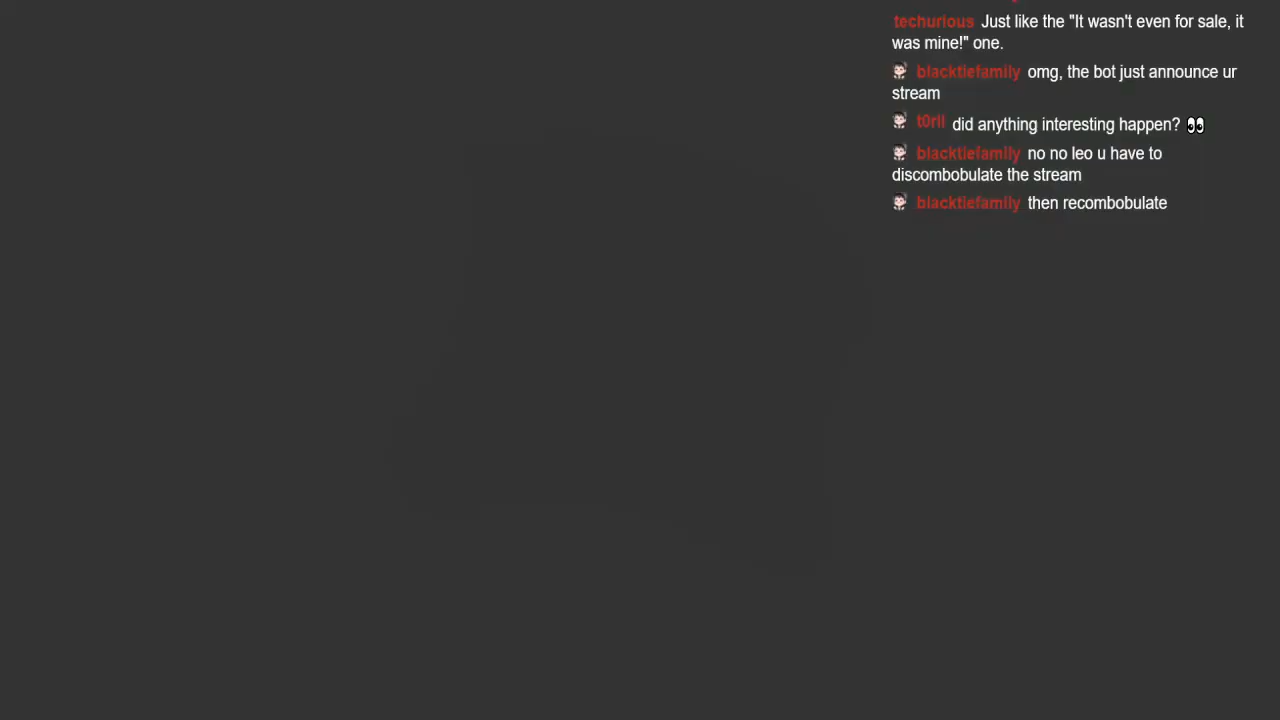 techurious Just like the "It wasn't even for sale, it
was mine!" one.
blacktiefamily omg, the bot just announce ur
stream
t0rii did anything interesting happen? 👀
blacktiefamily no no leo u have to
discombobulate the stream
blacktiefamily then recombobulate